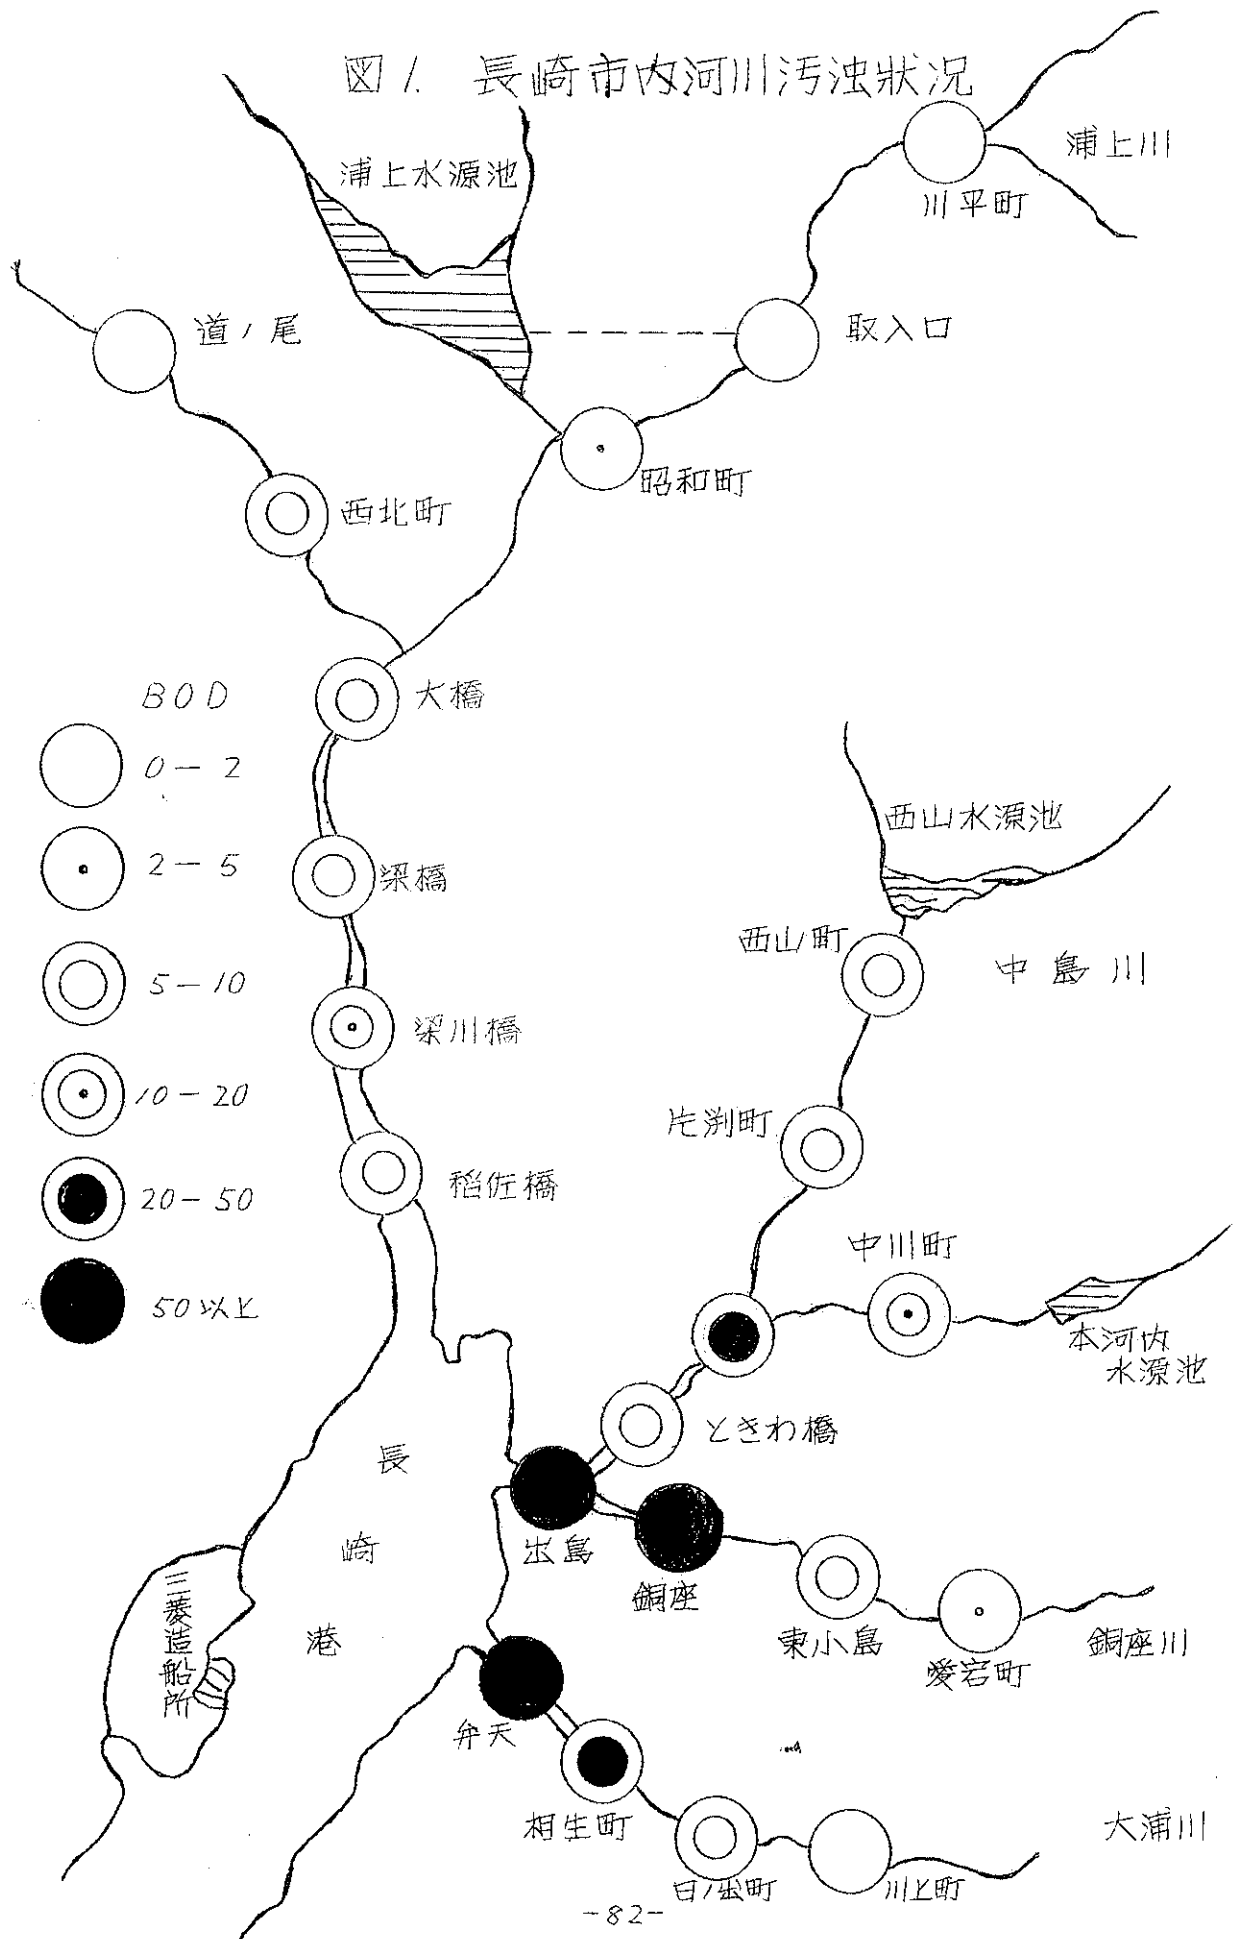 図1. 長崎市内河川汚浊狀况
浦上水源池
浦上川
川平町
道ノ尾
取入口
昭和町
西北町
BOD
0-2
2-5
5-10
10-20
20-50
50以上
大橋
梁橋
梁川橋
稲佐橋
西山水源池
西山町
中島川
片渕町
中川町
本河内
水源池
ときわ橋
出島
銅座
東小島
愛宕町
銅座川
長崎港
三菱造船所
弁天
相生町
日ノ出町
川上町
大浦川
-82-